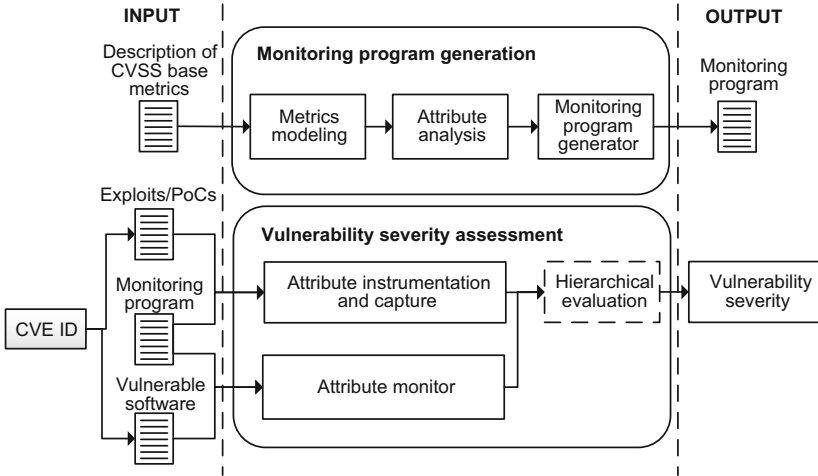 INPUT
OUTPUT
Description of
CVSS base
metrics
Monitoring program generation
Metrics
modeling
Attribute
analysis
Monitoring
program
generator
Monitoring
program
Exploits/PoCs
Monitoring
program
CVE ID
Vulnerable
software
Vulnerability severity assessment
Attribute instrumentation
and capture
Attribute monitor
Hierarchical
evaluation
Vulnerability
severity